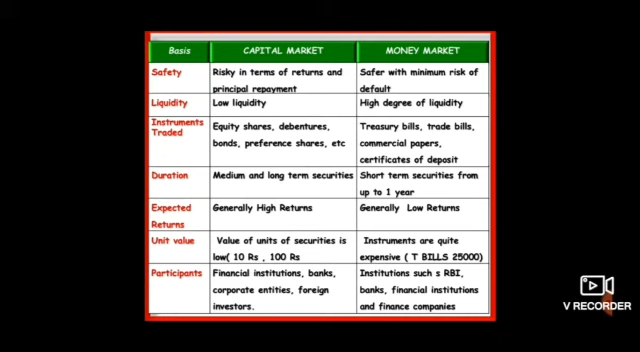 Basis CAPITAL MARKET MONEY MARKET
Safety Risky in terms of returns and Safer with minimum risk of
principal repayment default
Liquidity Low liquidity High degree of liquidity
Instruments Equity shares, debentures, Treasury bills, trade bills,
Traded bonds, preference shares, etc commercial papers,
certificates of deposit
Duration Medium and long term securities Short term securities from
up to 1 year
Expected Generally High Returns Generally Low Returns
Returns
Unit value Value of units of securities is Instruments are quite
low( 10 Rs , 100 Rs expensive ( T BILLS 25000)
Participants Financial institutions, banks, Institutions such s RBI,
corporate entities, foreign banks, financial institutions
investors. and finance companies
V RECORDER